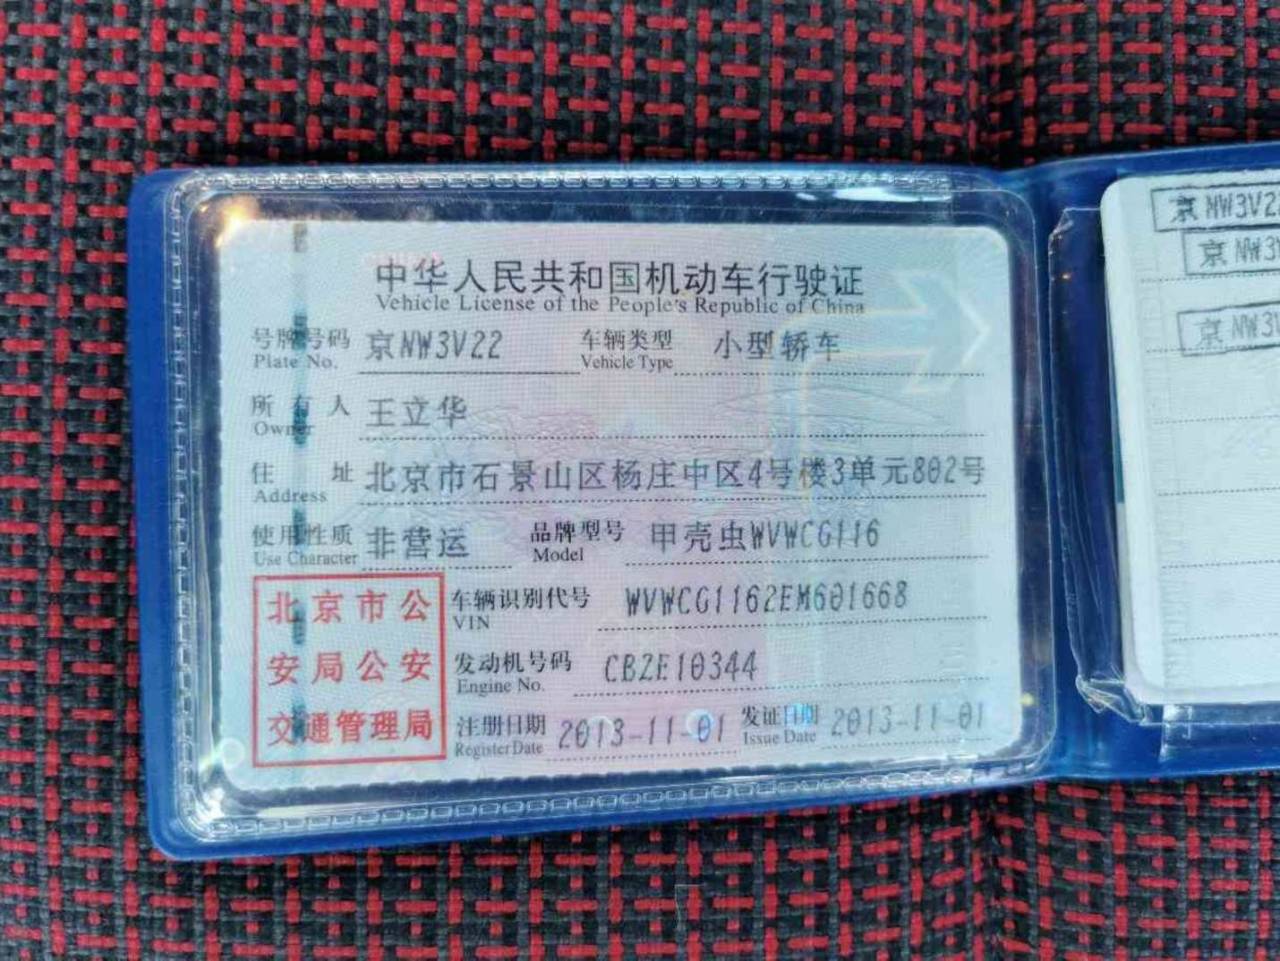 中华人民共和国机动车行驶证
Vehicle License of the People's Republic of China
号牌号码 京NW3V22 车辆类型 小型轿车
Plate No. Vehicle Type
所有人 王立华
Owner
住址 北京市石景山区杨庄中区4号楼3单元802号
Address
使用性质 非营运 品牌型号 甲壳虫WVWCG116
Use Character Model
北京市公
安局公安
交通管理局
车辆识别代号 WVWCG1162EM601668
VIN
发动机号码 CBZE10344
Engine No.
注册日期 2013-11-01 发证日期 2013-11-01
Register Date Issue Date
京NW3V2
京NW3
京NW3